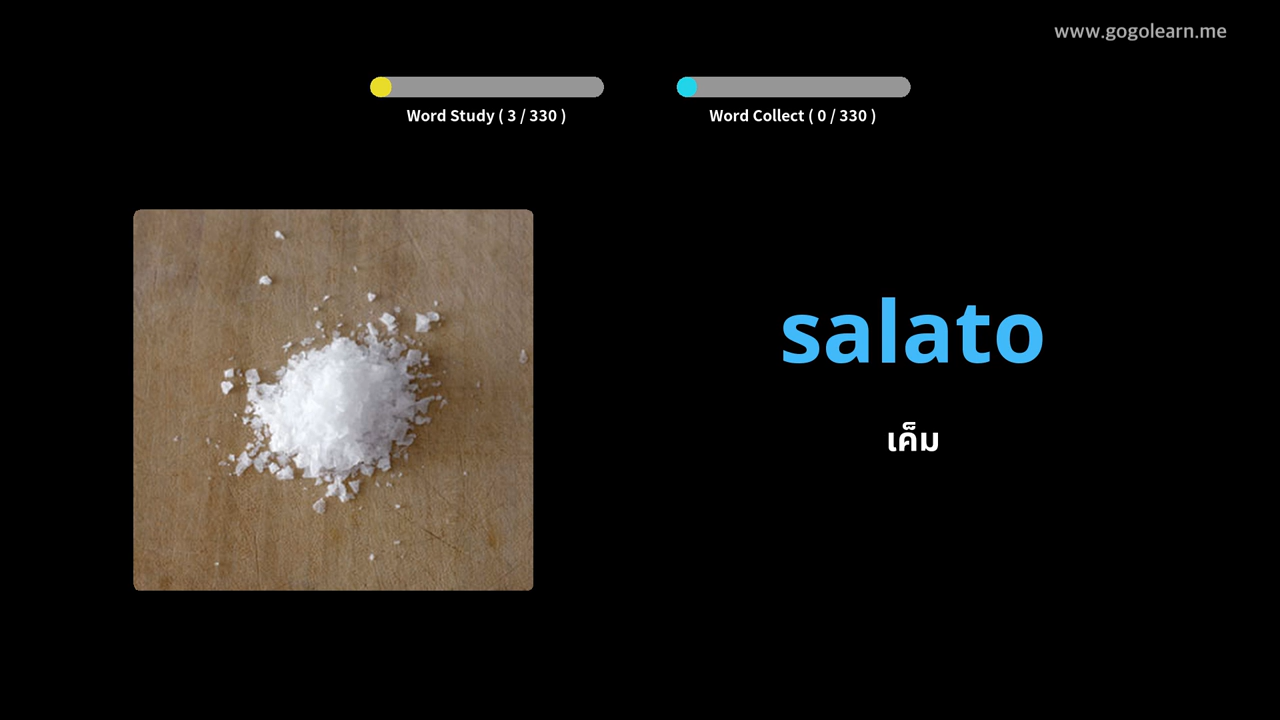 www.gogolearn.me
Word Study ( 3 / 330 )
Word Collect ( 0 / 330 )
salato
เค็ม